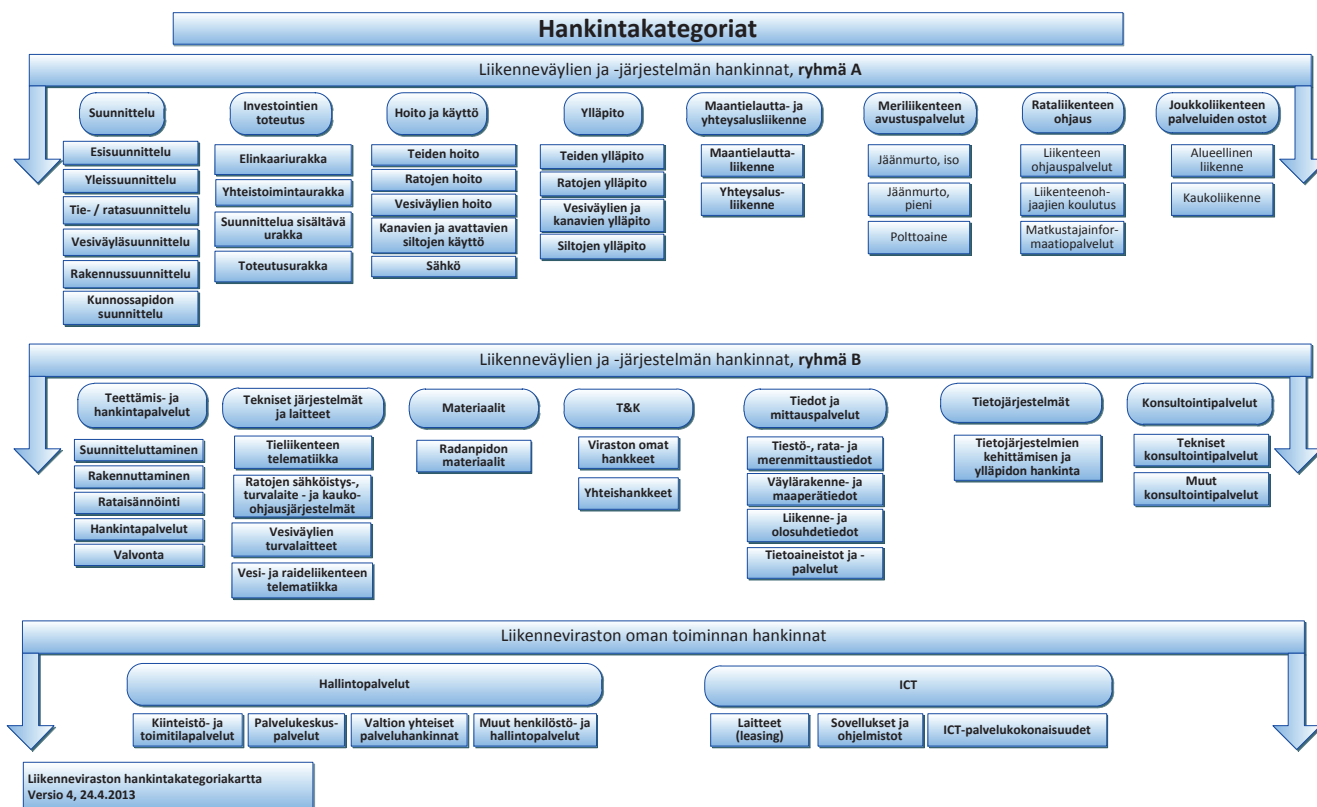 Hankintakategoriat
Liikenneväylien ja -järjestelmän hankinnat, ryhmä A
Suunnittelu
Esisuunnittelu
Yleissuunnittelu
Tie- / ratasuunnittelu
Vesiväyläsuunnittelu
Rakennussuunnittelu
Kunnossapidon
suunnittelu
Investointien
toteutus
Elinkaariurakka
Yhteistoimintaurakka
Suunnittelua sisältävä
urakka
Toteutusurakka
Hoito ja käyttö
Teiden hoito
Ratojen hoito
Vesiväylien hoito
Kanavien ja avattavien
siltojen käyttö
Sähkö
Ylläpito
Teiden ylläpito
Ratojen ylläpito
Vesiväylien ja
kanavien ylläpito
Siltojen ylläpito
Maantielautta- ja
yhteysalusliikenne
Maantielautta-
liikenne
Yhteysalus-
liikenne
Meriliikenteen
avustuspalvelut
Jäänmurto, iso
Jäänmurto,
pieni
Polttoaine
Rataliikenteen
ohjaus
Liikenteen
ohjauspalvelut
Liikenteenoh-
jaajien koulutus
Matkustajainfor-
maatiopalvelut
Joukkoliikenteen
palveluiden ostot
Alueellinen
liikenne
Kaukoliikenne
Liikenneväylien ja -järjestelmän hankinnat, ryhmä B
Teettämis- ja
hankintapalvelut
Suunnitteluttaminen
Rakennuttaminen
Rataisännöinti
Hankintapalvelut
Valvonta
Tekniset järjestelmät
ja laitteet
Tieliikenteen
telematiikka
Ratojen sähköistys-,
turvalaite - ja kauko-
ohjausjärjestelmät
Vesiväylien
turvalaitteet
Vesi- ja raideliikenteen
telematiikka
Materiaalit
Radanpidon
materiaalit
T&K
Viraston omat
hankkeet
Yhteishankkeet
Tiedot ja
mittauspalvelut
Tiestö-, rata- ja
merenmittaustiedot
Väylärakenne- ja
maaperätiedot
Liikenne- ja
olosuhdetiedot
Tietoaineistot ja -
palvelut
Tietojärjestelmät
Tietojärjestelmien
kehittämisen ja
ylläpidon hankinta
Konsultointipalvelut
Tekniset
konsultointipalvelut
Muut
konsultointipalvelut
Liikenneviraston oman toiminnan hankinnat
Hallintopalvelut
Kiinteistö- ja
toimitilapalvelut
Palvelukeskus-
palvelut
Valtion yhteiset
palveluhankinnat
Muut henkilöstö- ja
hallintopalvelut
ICT
Laitteet
(leasing)
Sovellukset ja
ohjelmistot
ICT-palvelukokonaisuudet
Liikenneviraston hankintakategoriakartta
Versio 4, 24.4.2013